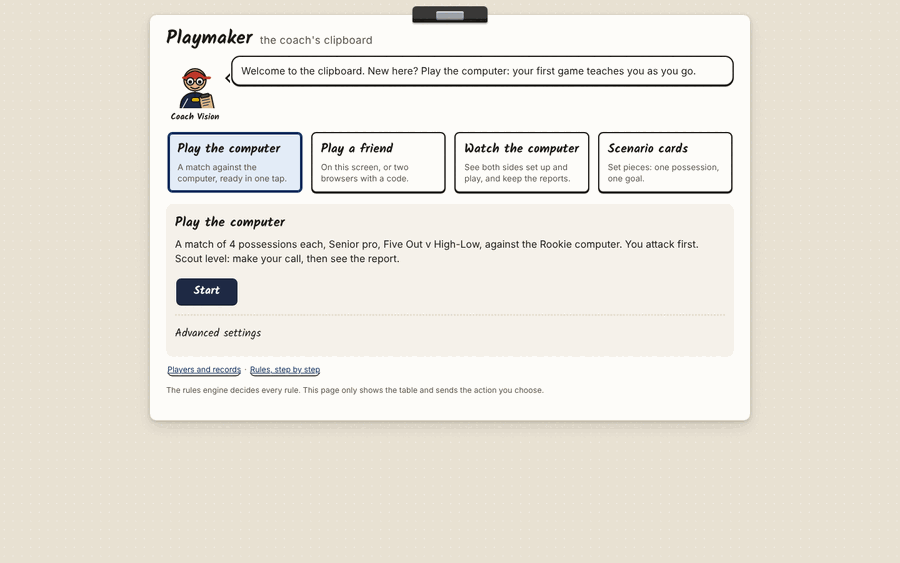 Playmaker the coach's clipboard
Welcome to the clipboard. New here? Play the computer: your first game teaches you as you go.
Coach Vision
Play the computer
A match against the
computer, ready in one tap.
Play a friend
On this screen, or two
browsers with a code.
Watch the computer
See both sides set up and
play, and keep the reports.
Scenario cards
Set pieces: one possession,
one goal.
Play the computer
A match of 4 possessions each, Senior pro, Five Out v High-Low, against the Rookie computer. You attack first.
Scout level: make your call, then see the report.
Start
Advanced settings
Players and records · Rules, step by step
The rules engine decides every rule. This page only shows the table and sends the action you choose.